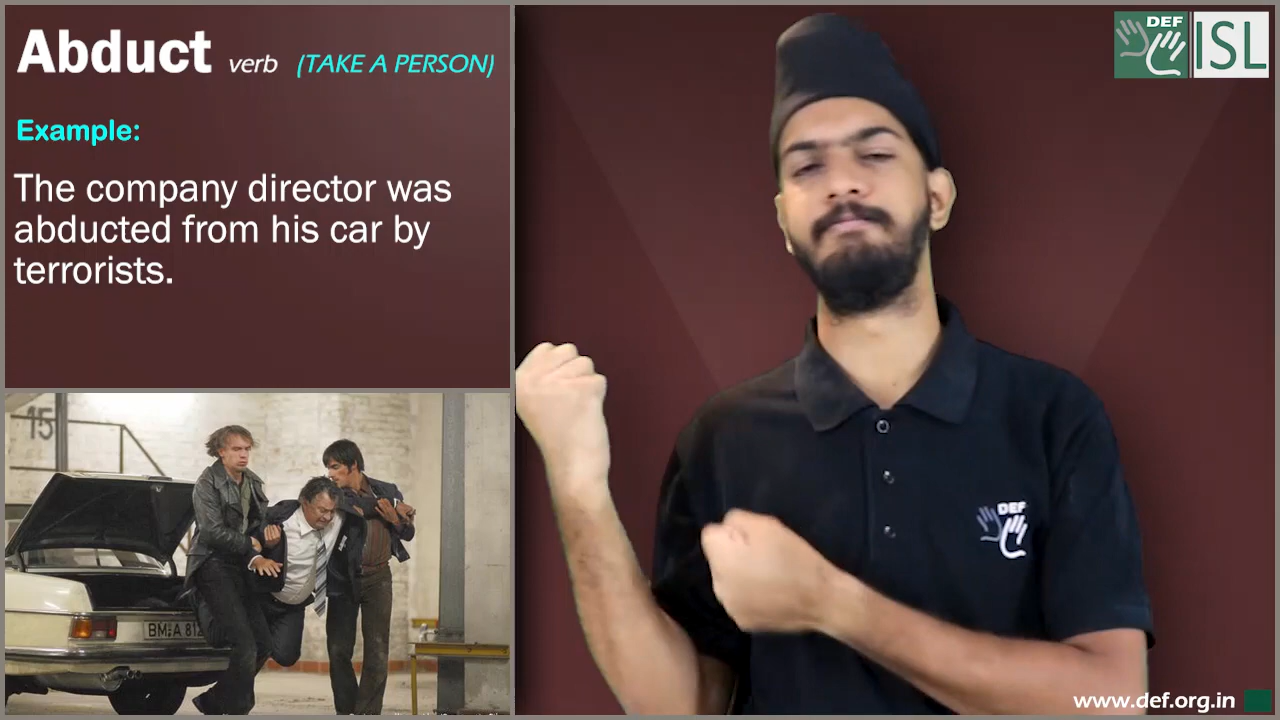 Abduct verb (TAKE A PERSON)
Example:
The company director was
abducted from his car by
terrorists.
15
DEF
ISL
DEF
www.def.org.in